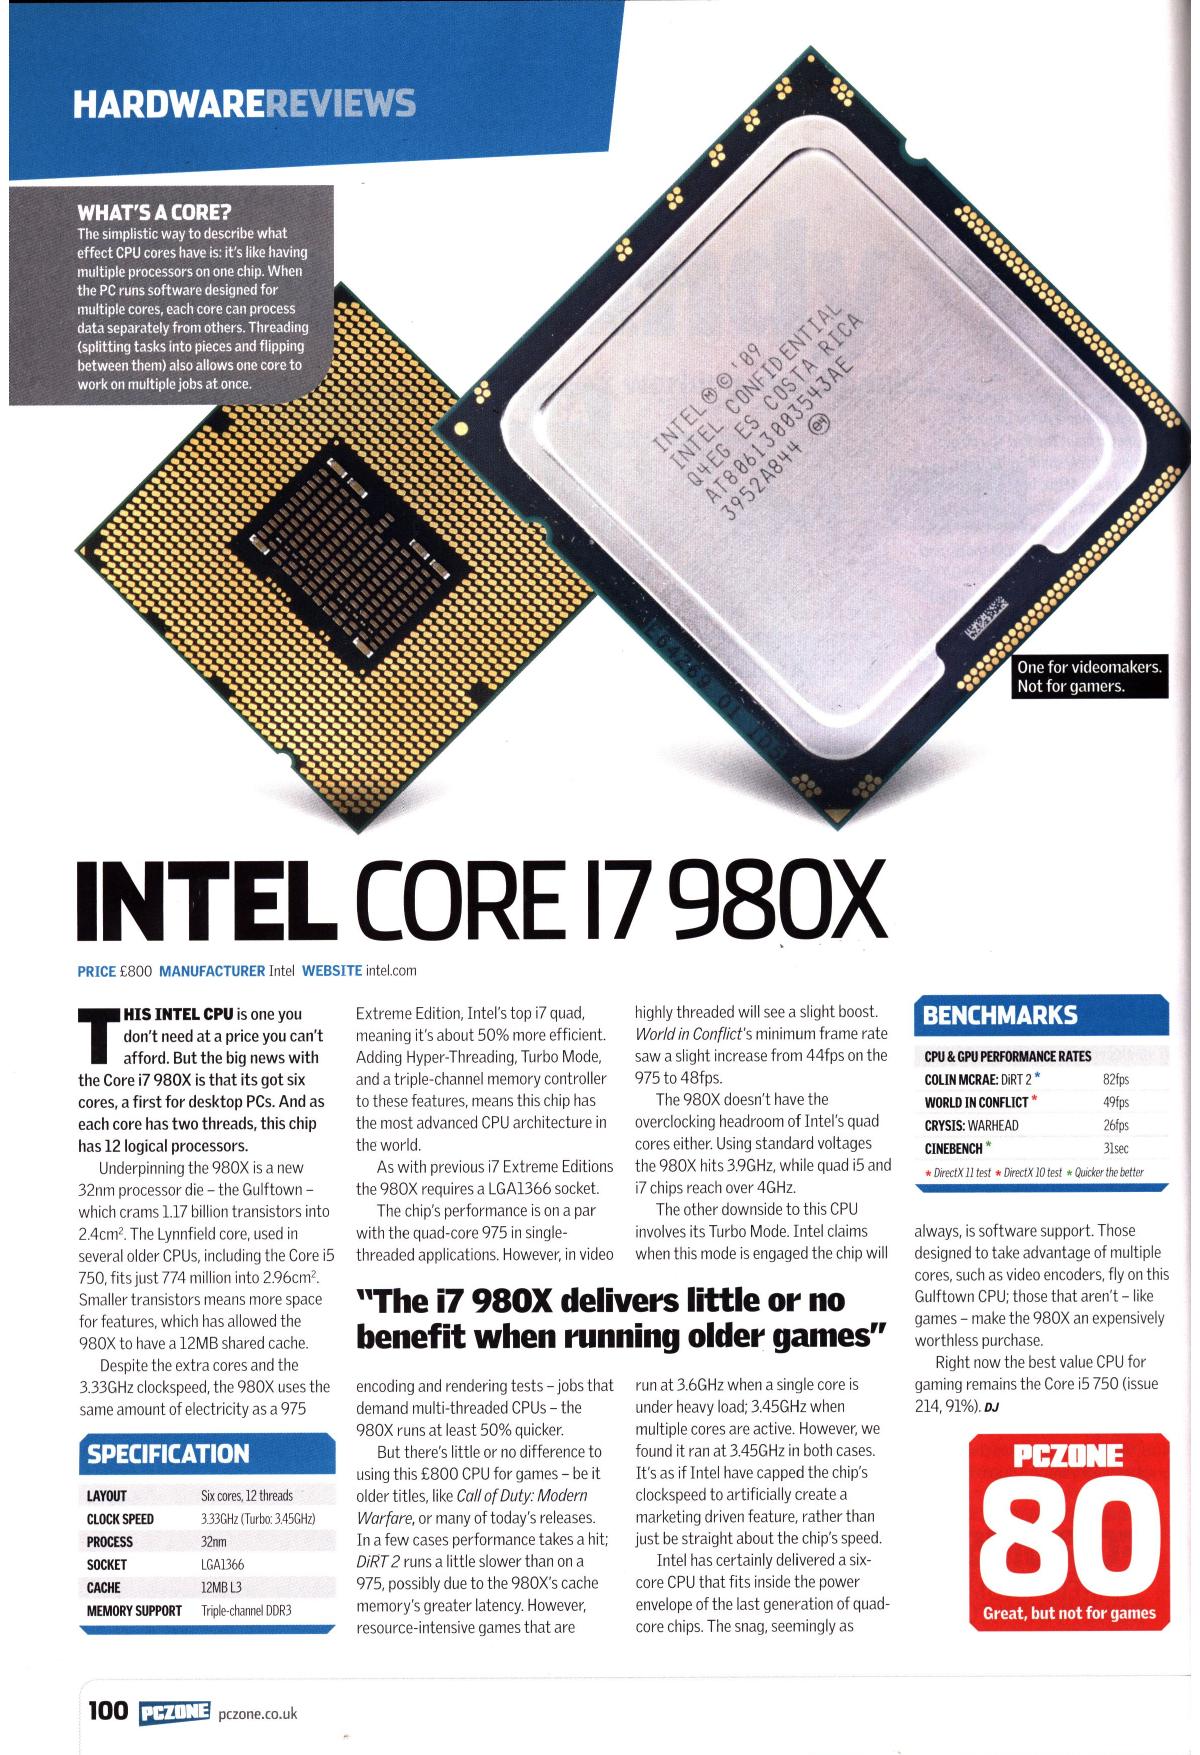 HARDWAREREVIEWS
WHAT'S A CORE?
The simplistic way to describe what
effect CPU cores have is: it's like having
multiple processors on one chip. When
the PC runs software designed for
multiple cores, each core can process
data separately from others. Threading
(splitting tasks into pieces and flipping
between them) also allows one core to
work on multiple jobs at once.
INTEL Ⓜ © '09
INTEL CONFIDENTIAL
Q4EG ES COSTA RICA
AT80613003543AE
3952A844 e4
One for videomakers.
Not for gamers.
INTEL CORE I7 980X
PRICE £800 MANUFACTURER Intel WEBSITE intel.com
THIS INTEL CPU is one you
don't need at a price you can't
afford. But the big news with
the Core i7 980X is that its got six
cores, a first for desktop PCs. And as
each core has two threads, this chip
has 12 logical processors.
Underpinning the 980X is a new
32nm processor die – the Gulftown –
which crams 1.17 billion transistors into
2.4cm². The Lynnfield core, used in
several older CPUs, including the Core i5
750, fits just 774 million into 2.96cm².
Smaller transistors means more space
for features, which has allowed the
980X to have a 12MB shared cache.
Despite the extra cores and the
3.33GHz clockspeed, the 980X uses the
same amount of electricity as a 975
SPECIFICATION
LAYOUT Six cores, 12 threads
CLOCK SPEED 3.33GHz (Turbo: 3.45GHz)
PROCESS 32nm
SOCKET LGA1366
CACHE 12MB L3
MEMORY SUPPORT Triple-channel DDR3
Extreme Edition, Intel's top i7 quad,
meaning it's about 50% more efficient.
Adding Hyper-Threading, Turbo Mode,
and a triple-channel memory controller
to these features, means this chip has
the most advanced CPU architecture in
the world.
As with previous i7 Extreme Editions
the 980X requires a LGA1366 socket.
The chip's performance is on a par
with the quad-core 975 in single-
threaded applications. However, in video
"The i7 980X delivers little or no
benefit when running older games"
encoding and rendering tests – jobs that
demand multi-threaded CPUs – the
980X runs at least 50% quicker.
But there's little or no difference to
using this £800 CPU for games – be it
older titles, like Call of Duty: Modern
Warfare, or many of today's releases.
In a few cases performance takes a hit;
DiRT 2 runs a little slower than on a
975, possibly due to the 980X's cache
memory's greater latency. However,
resource-intensive games that are
highly threaded will see a slight boost.
World in Conflict's minimum frame rate
saw a slight increase from 44fps on the
975 to 48fps.
The 980X doesn't have the
overclocking headroom of Intel's quad
cores either. Using standard voltages
the 980X hits 3.9GHz, while quad i5 and
i7 chips reach over 4GHz.
The other downside to this CPU
involves its Turbo Mode. Intel claims
when this mode is engaged the chip will
run at 3.6GHz when a single core is
under heavy load; 3.45GHz when
multiple cores are active. However, we
found it ran at 3.45GHz in both cases.
It's as if Intel have capped the chip's
clockspeed to artificially create a
marketing driven feature, rather than
just be straight about the chip's speed.
Intel has certainly delivered a six-
core CPU that fits inside the power
envelope of the last generation of quad-
core chips. The snag, seemingly as
BENCHMARKS
CPU & GPU PERFORMANCE RATES
COLIN MCRAE: DiRT 2 * 82fps
WORLD IN CONFLICT * 49fps
CRYSIS: WARHEAD 26fps
CINEBENCH * 31sec
* DirectX 11 test * DirectX 10 test * Quicker the better
always, is software support. Those
designed to take advantage of multiple
cores, such as video encoders, fly on this
Gulftown CPU; those that aren't – like
games – make the 980X an expensively
worthless purchase.
Right now the best value CPU for
gaming remains the Core i5 750 (issue
214, 91%). DJ
PCZONE
80
Great, but not for games
100 PCZONE pczone.co.uk